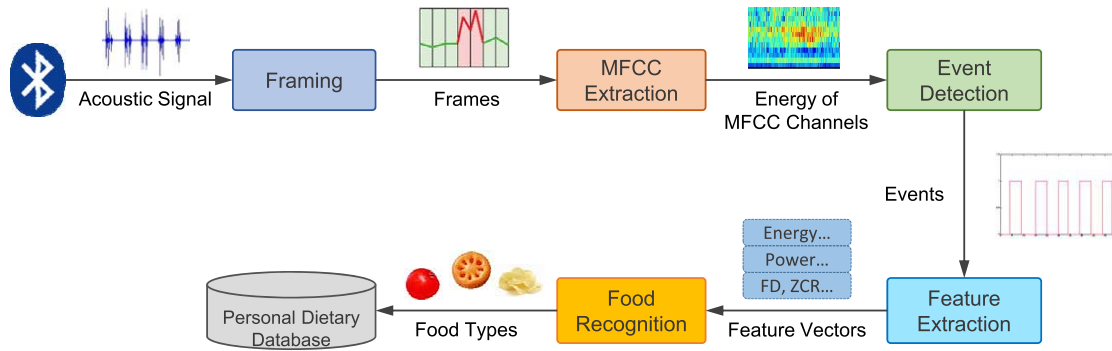 Acoustic Signal
Framing
Frames
MFCC
Extraction
Energy of
MFCC Channels
Event
Detection
Events
Feature
Extraction
Energy...
Power...
FD, ZCR...
Feature Vectors
Food
Recognition
Food Types
Personal Dietary
Database